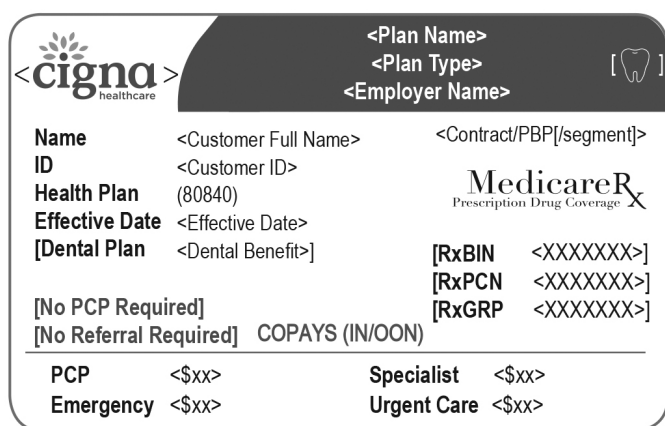 <Plan Name>
<Plan Type>
<Employer Name>
[ ]
<cigna>
healthcare
Name <Customer Full Name>
ID <Customer ID>
Health Plan (80840)
Effective Date <Effective Date>
[Dental Plan <Dental Benefit>]
<Contract/PBP[/segment]>
MedicareRx
Prescription Drug Coverage
[RxBIN <XXXXXXX>]
[RxPCN <XXXXXXX>]
[RxGRP <XXXXXXX>]
[No PCP Required]
[No Referral Required] COPAYS (IN/OON)
PCP <$xx> Specialist <$xx>
Emergency <$xx> Urgent Care <$xx>